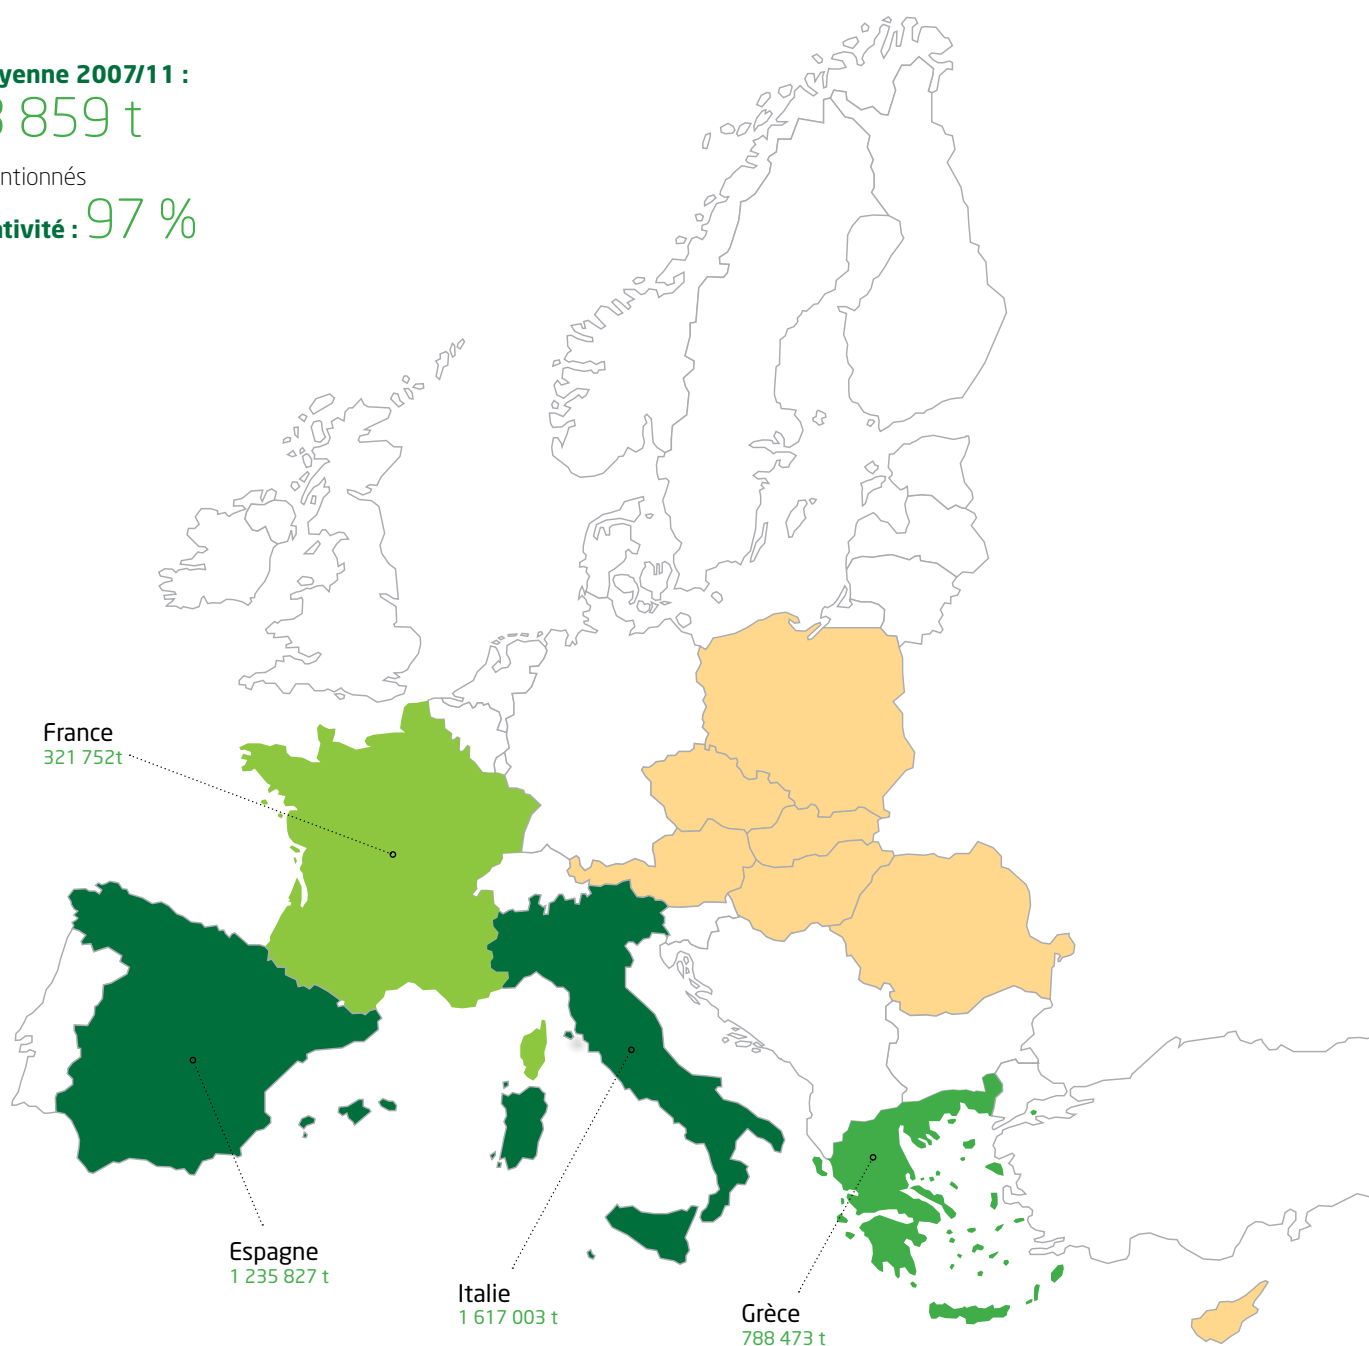 yenne 2007/11 :
859 t
ntionnés
tivité : 97 %
France
321 752t
Espagne
1 235 827 t
Italie
1 617 003 t
Grèce
788 473 t